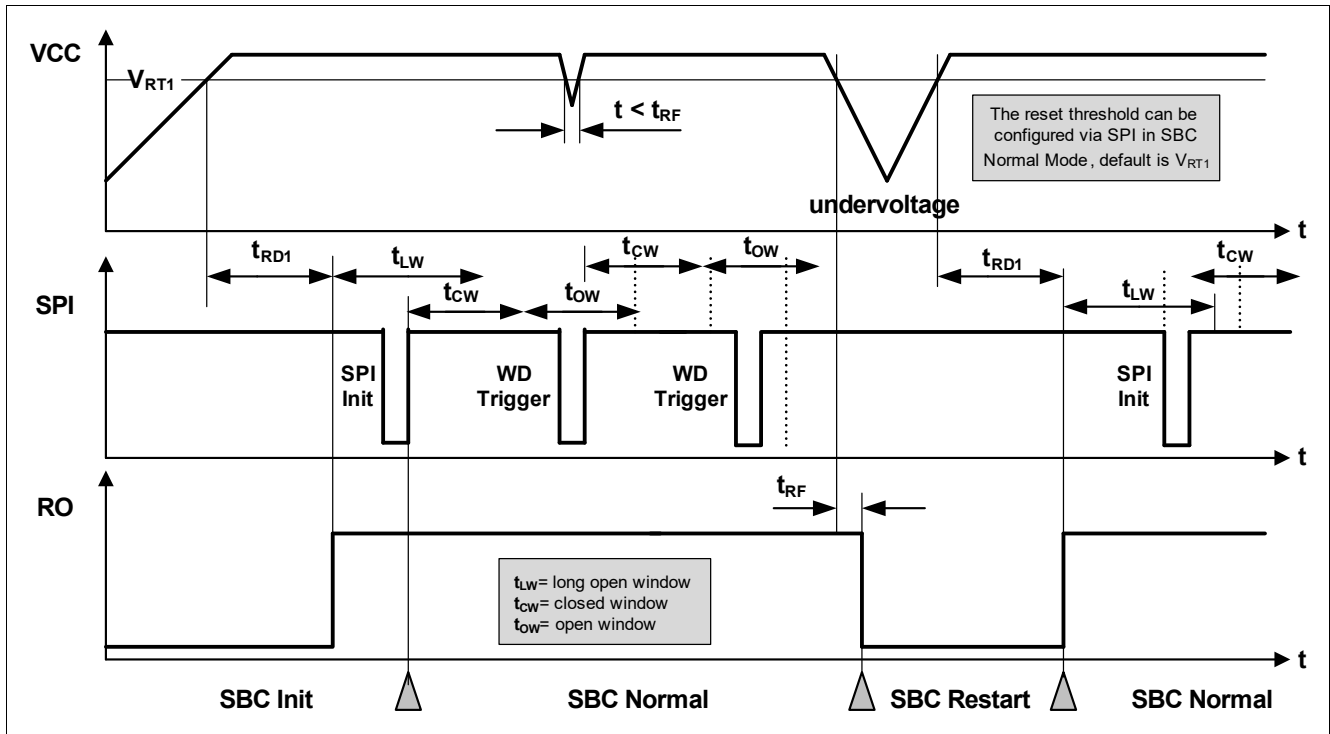 VCC
VRT1
t < tRF
The reset threshold can be
configured via SPI in SBC
Normal Mode, default is VRT1
undervoltage
t
tRD1
tLW
tCW
tOW
tCW
tOW
tRD1
tLW
tCW
SPI
SPI
Init
WD
Trigger
WD
Trigger
SPI
Init
t
RO
tRF
tLW= long open window
tCW= closed window
tOW= open window
t
SBC Init
SBC Normal
SBC Restart
SBC Normal